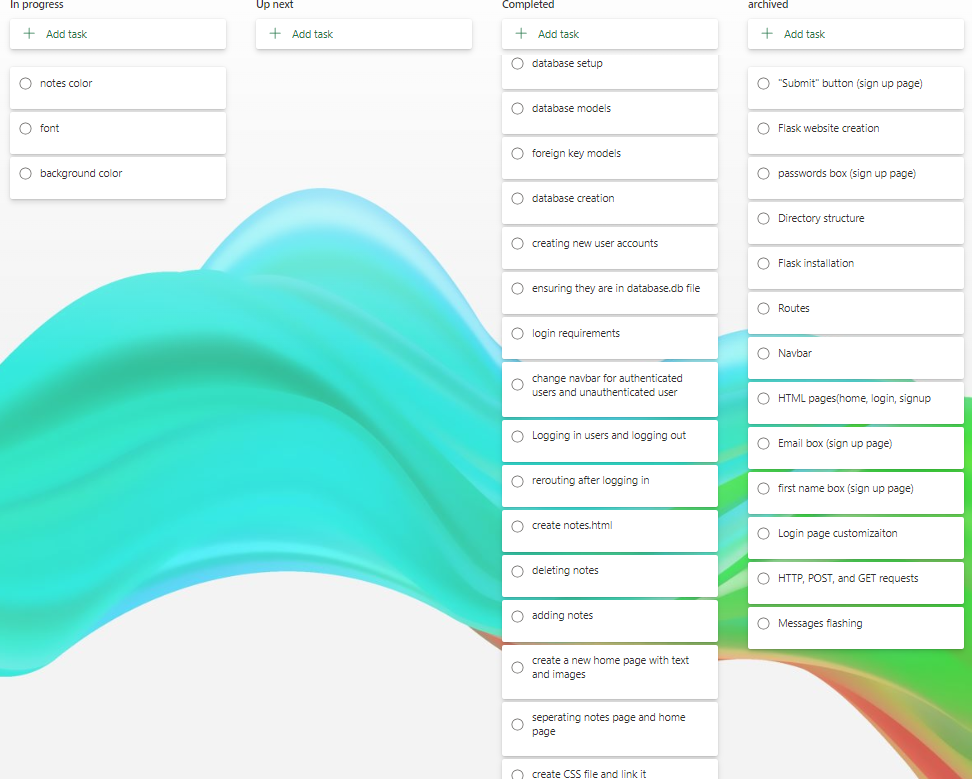 In progress
Add task
notes color
font
background color
Up next
Add task
Completed
Add task
database setup
database models
foreign key models
database creation
creating new user accounts
ensuring they are in database.db file
login requirements
change navbar for authenticated
users and unauthenticated user
Logging in users and logging out
rerouting after logging in
create notes.html
deleting notes
adding notes
create a new home page with text
and images
seperating notes page and home
page
create CSS file and link it
archived
Add task
"Submit" button (sign up page)
Flask website creation
passwords box (sign up page)
Directory structure
Flask installation
Routes
Navbar
HTML pages(home, login, signup
Email box (sign up page)
first name box (sign up page)
Login page customizaiton
HTTP, POST, and GET requests
Messages flashing